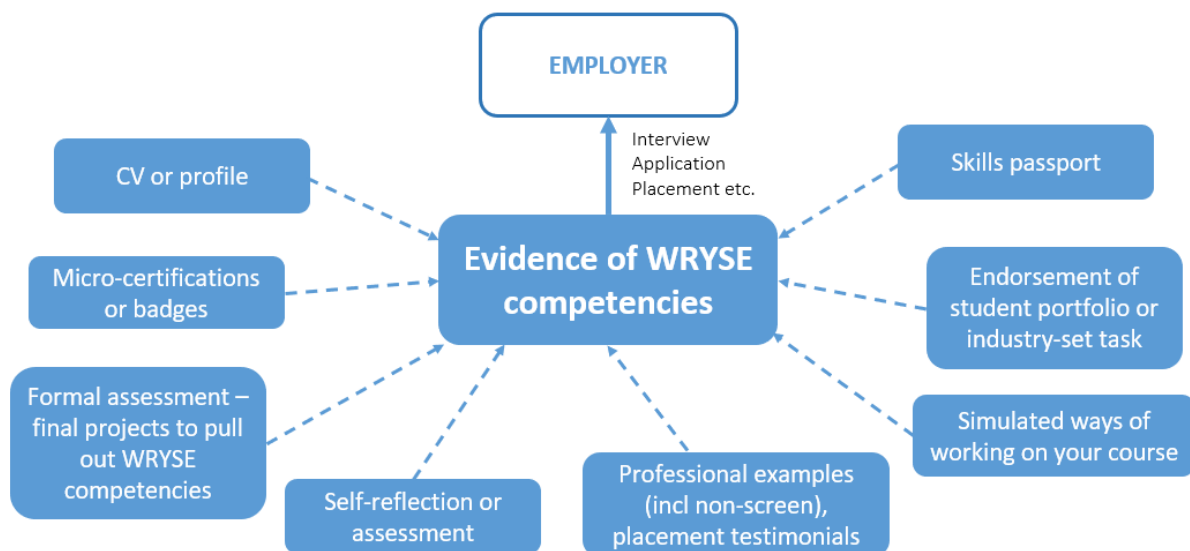 EMPLOYER
Interview
Application
Placement etc.
CV or profile
Skills passport
Evidence of WRYSE
competencies
Micro-certifications
or badges
Endorsement of
student portfolio or
industry-set task
Formal assessment –
final projects to pull
out WRYSE
competencies
Simulated ways of
working on your course
Self-reflection or
assessment
Professional examples
(incl non-screen),
placement testimonials